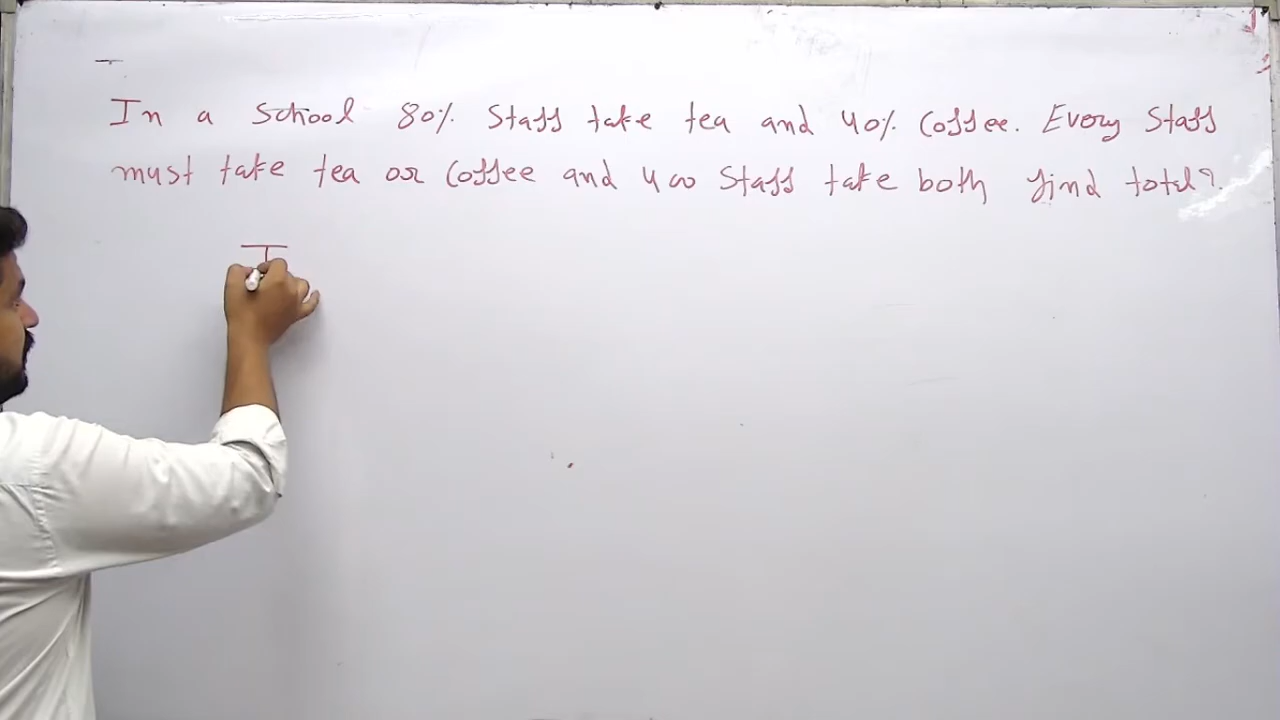 In a School 80% Staff take tea and 40% Coffee. Every Staff
must take tea or Coffee and 400 Staff take both find total?
T